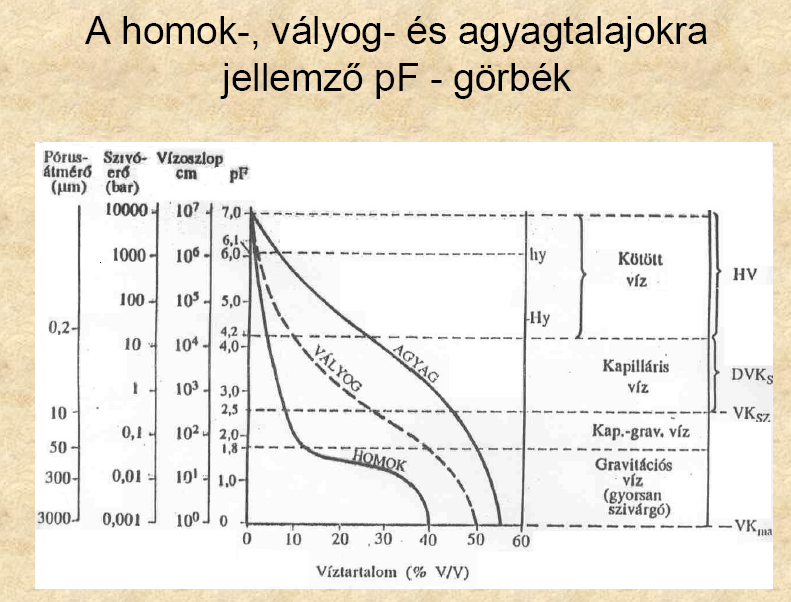 A homok-, vályog- és agyagtalajokra
jellemző pF - görbék
Pórus-
átmérő
(µm)
Szívó-
erő
(bar)
Vízoszlop
cm
pF
10000
10⁷
7,0
6,1
1000
10⁶
6,0
hy
Kötött
víz
HV
100
10⁵
5,0
Hy
0,2
4,2
10
10⁴
4,0
VÁLYOG
AGYAG
Kapilláris
víz
DVKs
1
10³
3,0
10
2,5
VKsz
0,1
10²
2,0
Kap.-grav. víz
50
1,8
HOMOK
Gravitációs
víz
(gyorsan
szivárgó)
300
0,01
10¹
1,0
3000
0,001
10⁰
0
VKma
0 10 20 30 40 50 60
Víztartalom (% V/V)